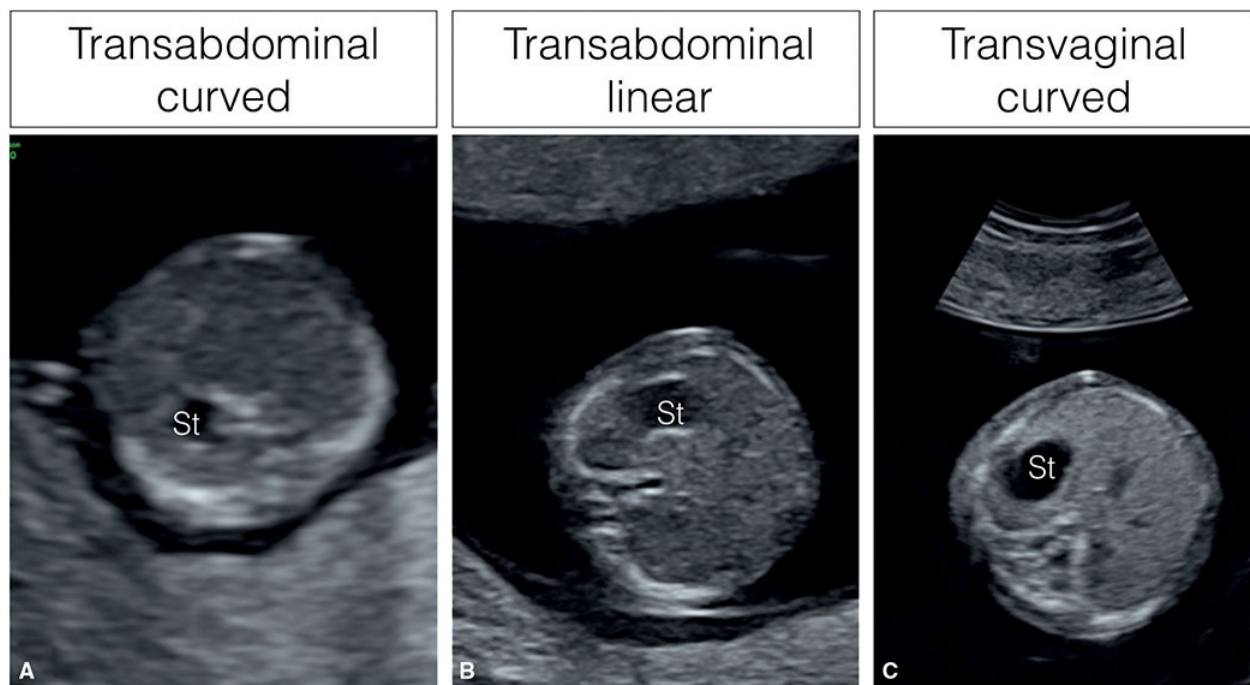 Transabdominal
curved
Transabdominal
linear
Transvaginal
curved
St
St
St
A
B
C